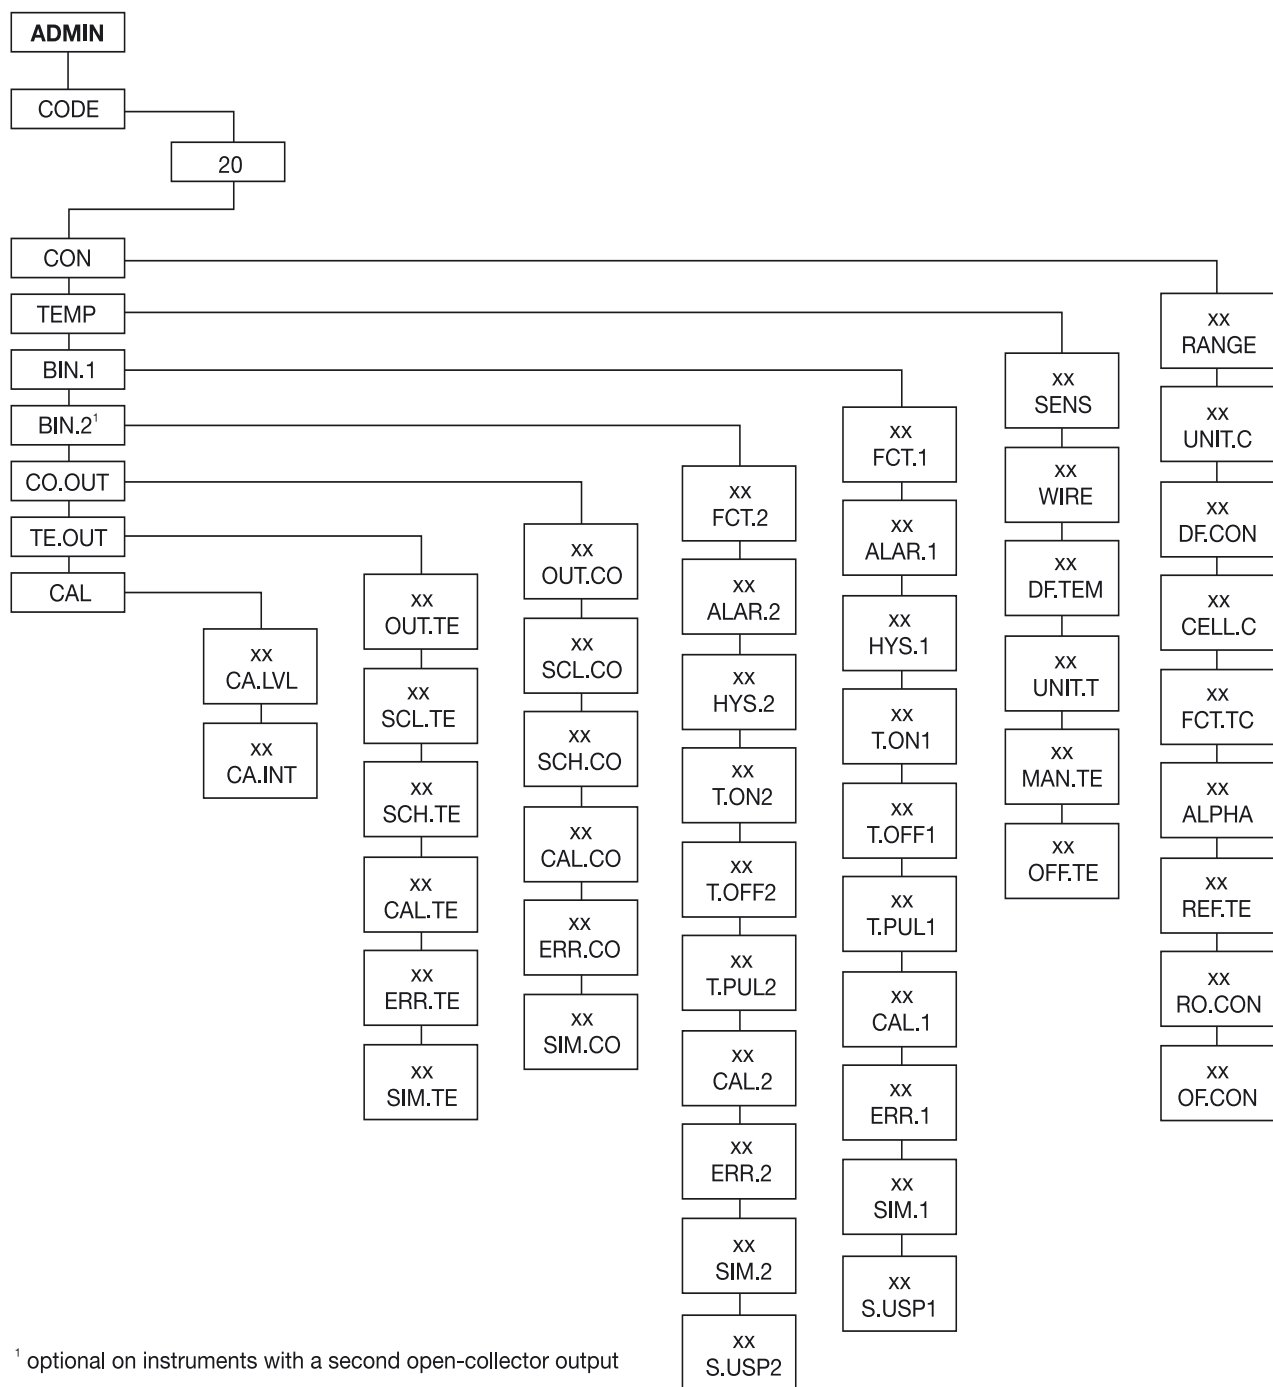 ADMIN
CODE
20
CON
TEMP
BIN.1
BIN.2¹
CO.OUT
TE.OUT
CAL
xx
CA.LVL
xx
CA.INT
xx
OUT.TE
xx
SCL.TE
xx
SCH.TE
xx
CAL.TE
xx
ERR.TE
xx
SIM.TE
xx
OUT.CO
xx
SCL.CO
xx
SCH.CO
xx
CAL.CO
xx
ERR.CO
xx
SIM.CO
xx
FCT.2
xx
ALAR.2
xx
HYS.2
xx
T.ON2
xx
T.OFF2
xx
T.PUL2
xx
CAL.2
xx
ERR.2
xx
SIM.2
xx
S.USP2
xx
FCT.1
xx
ALAR.1
xx
HYS.1
xx
T.ON1
xx
T.OFF1
xx
T.PUL1
xx
CAL.1
xx
ERR.1
xx
SIM.1
xx
S.USP1
xx
SENS
xx
WIRE
xx
DF.TEM
xx
UNIT.T
xx
MAN.TE
xx
OFF.TE
xx
RANGE
xx
UNIT.C
xx
DF.CON
xx
CELL.C
xx
FCT.TC
xx
ALPHA
xx
REF.TE
xx
RO.CON
xx
OF.CON
¹ optional on instruments with a second open-collector output